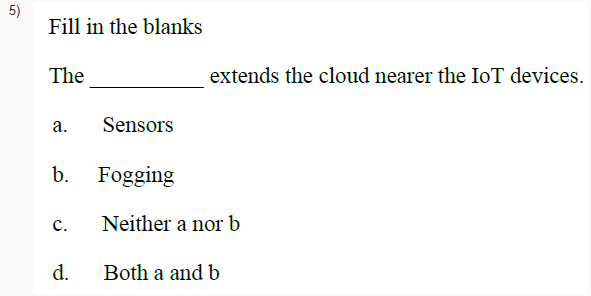 5)
Fill in the blanks
The __________ extends the cloud nearer the IoT devices.
a. Sensors
b. Fogging
c. Neither a nor b
d. Both a and b